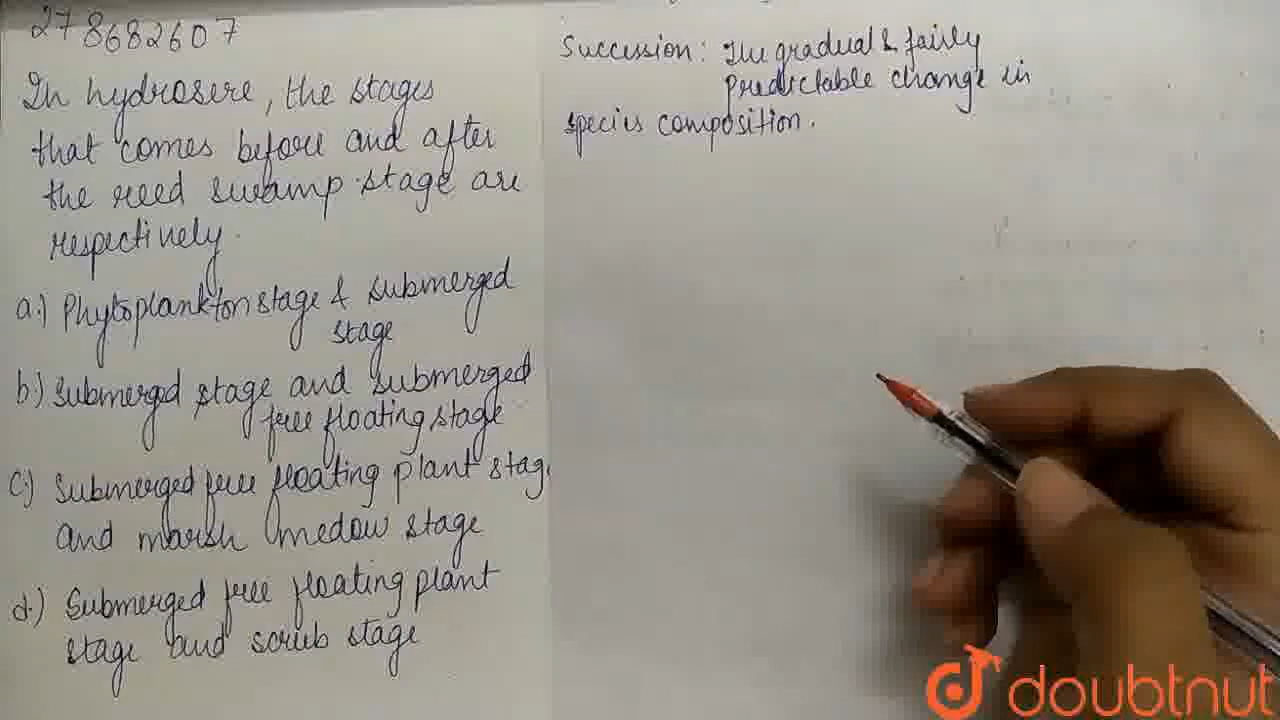 278682607
In hydrosere, the stages
that comes before and after
the reed swamp stage are
respectively.
a.) Phytoplankton stage & submerged
stage
b.) Submerged stage and submerged
free floating stage
c.) Submerged free floating plant stage
and marsh medow stage
d.) Submerged free floating plant
stage and scrub stage
Succession: The gradual & fairly
predictable change in
species composition.
doubtnut